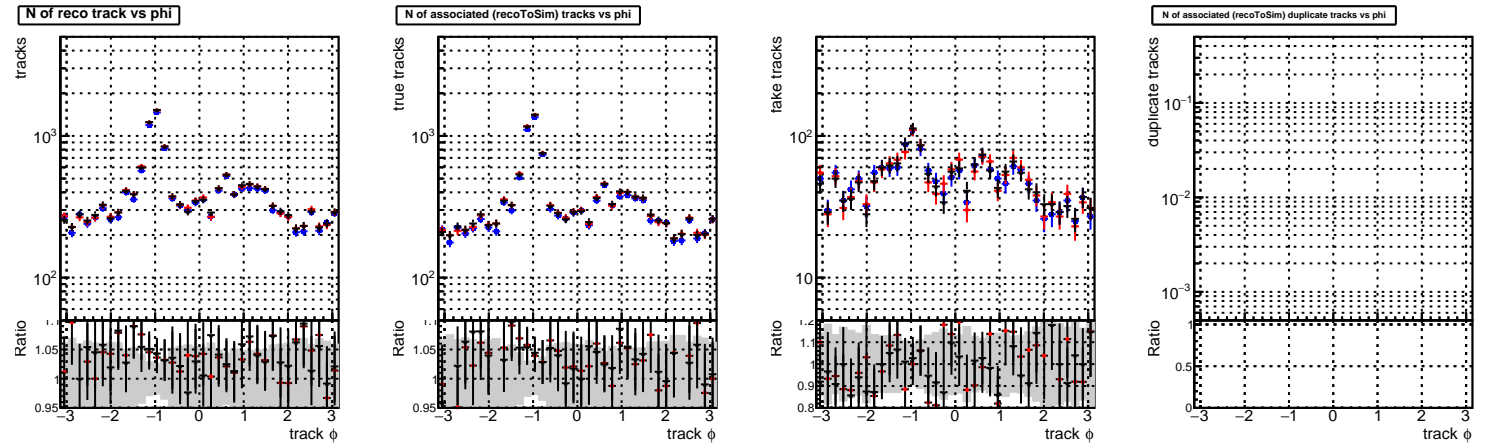 N of reco track vs phi
tracks
10³
10²
Ratio
1.1
1.05
1
0.95
−3 −2 −1 0 1 2 3
track ϕ
N of associated (recoToSim) tracks vs phi
true tracks
10³
10²
Ratio
1.1
1.05
1
0.95
−3 −2 −1 0 1 2 3
track ϕ
fake tracks
10²
10
Ratio
1.2
1.1
1
0.9
0.8
−3 −2 −1 0 1 2 3
track ϕ
N of associated (recoToSim) duplicate tracks vs phi
duplicate tracks
10⁻¹
10⁻²
10⁻³
Ratio
1
0.5
0
−3 −2 −1 0 1 2 3
track ϕ